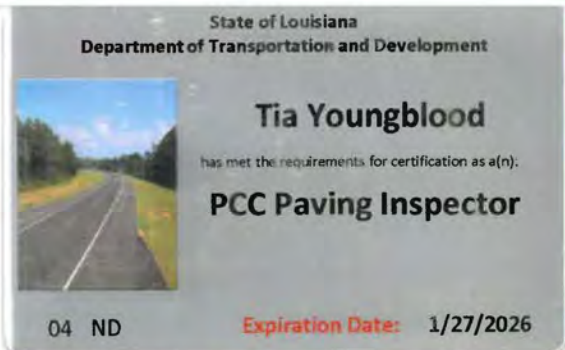 State of Louisiana
Department of Transportation and Development
Tia Youngblood
has met the requirements for certification as a(n):
PCC Paving Inspector
04 ND
Expiration Date: 1/27/2026